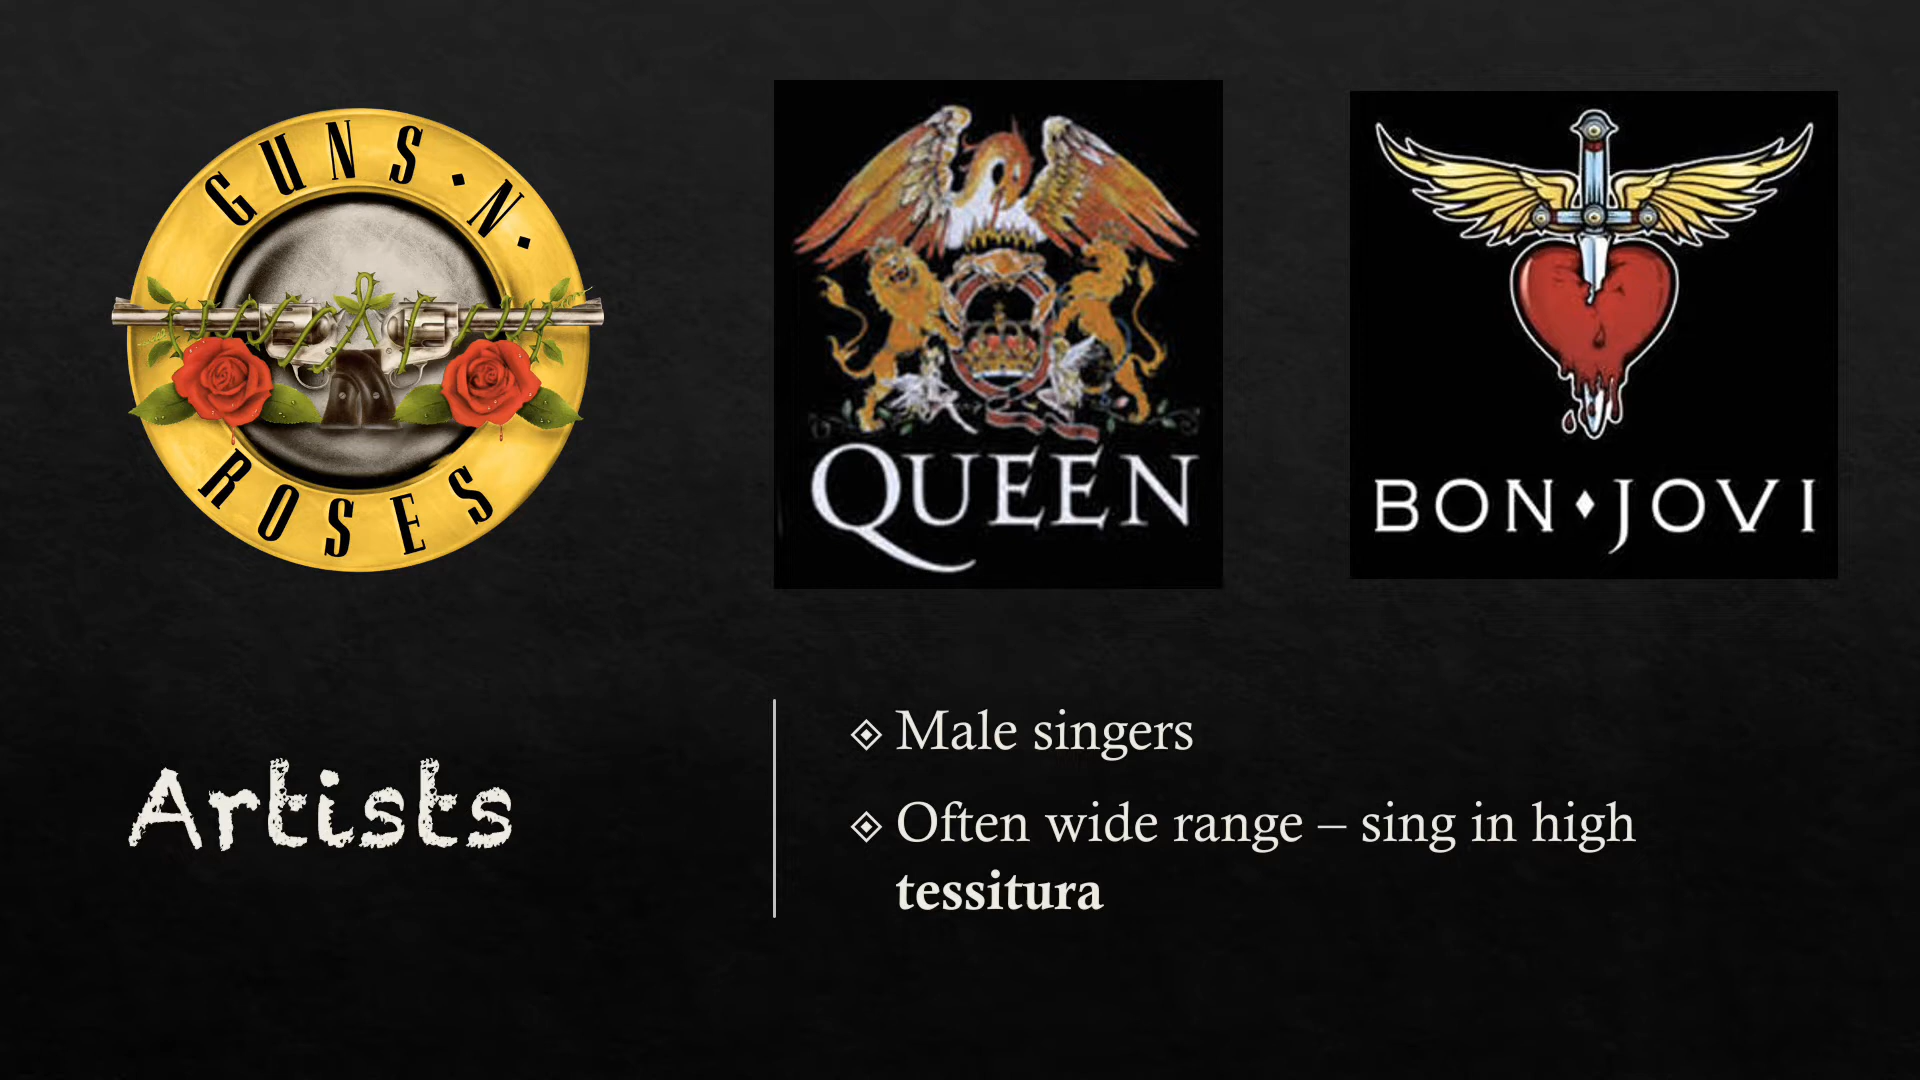 GUNS·N·
ROSES
QUEEN
BON♦JOVI
Artists
Male singers
Often wide range – sing in high
tessitura